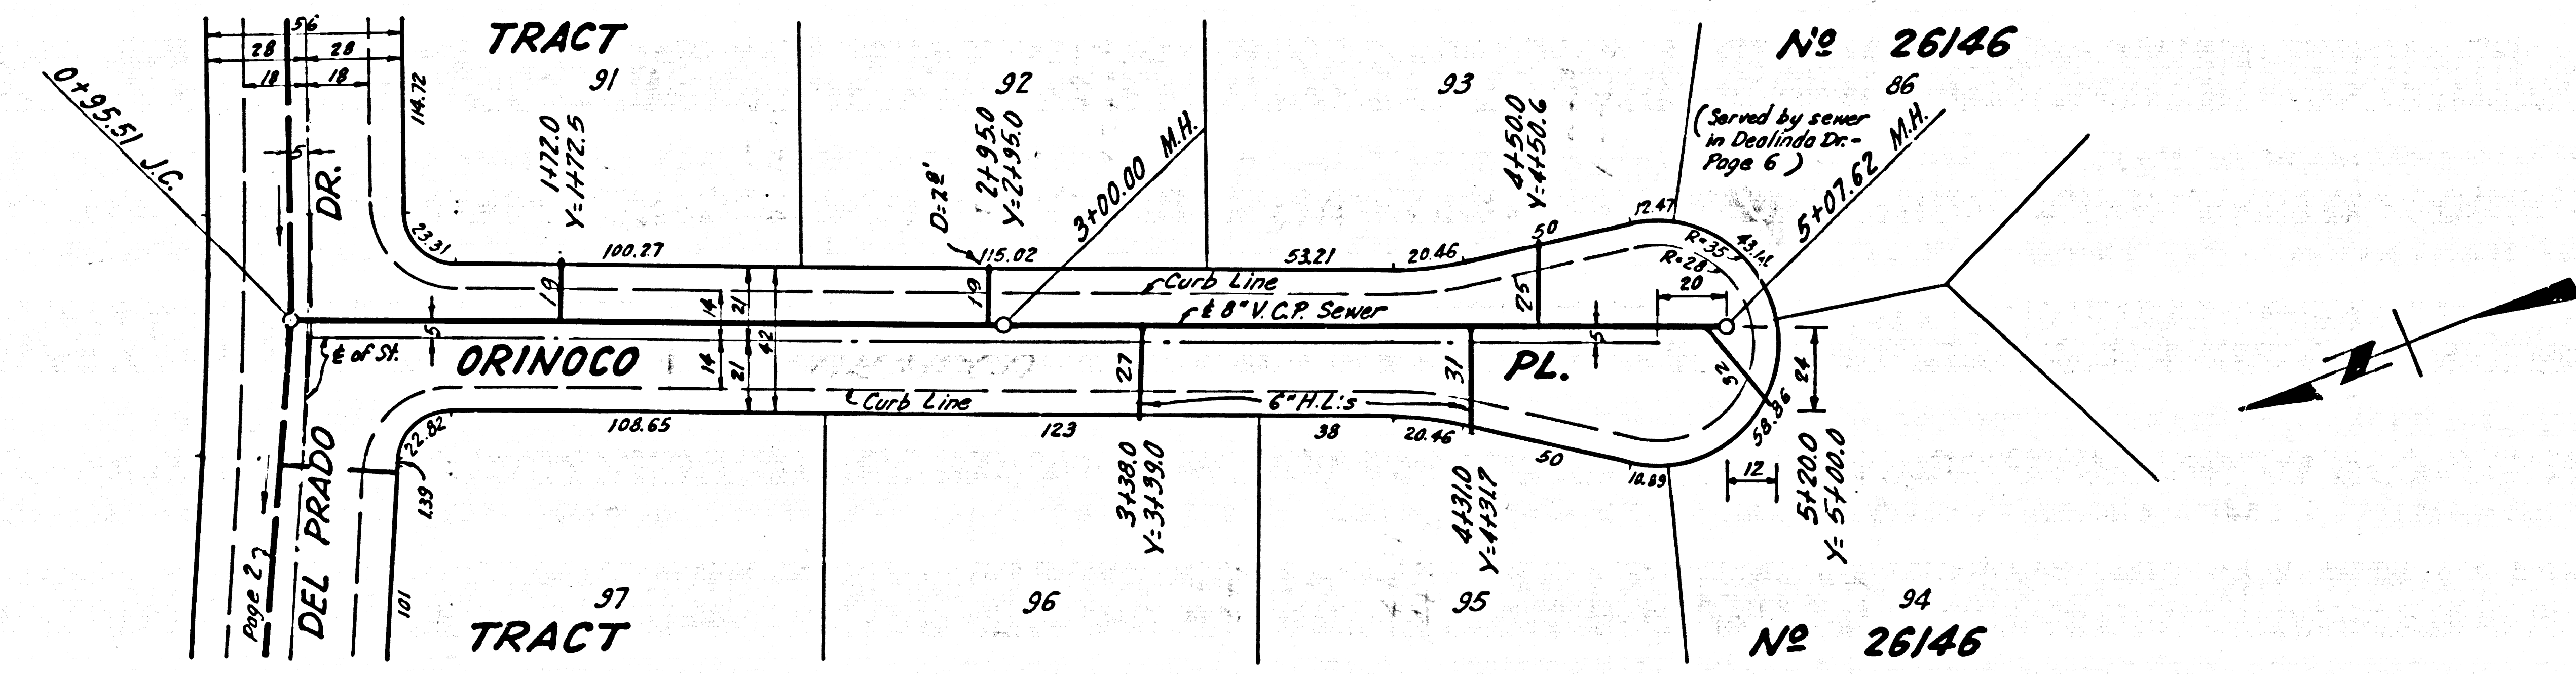 56
28 28
18 18
TRACT
Nº 26146
91
92
93
86
(Served by sewer
in Dealinda Dr.-
Page 6)
0+95.51 J.C.
114.72
5
DR.
1+72.0
Y=1+72.5
D=7.8'
2+95.0
Y=2+95.0
3+00.00 M.H.
4+50.0
Y=4+50.6
5+07.62 M.H.
23.31
100.27
115.02
53.21
20.46
50
12.47
R=35
R=28
20
19
14
21
42
19
Curb Line
℄ 8" V.C.P. Sewer
25
5
℄ of St.
ORINOCO
14
21
27
31
5
PL.
24
Curb Line
6" H.L.'s
22.82
108.65
123
38
20.46
50
10.89
58.86
12
1.39
101
Page 2
DEL PRADO
3+38.0
Y=3+39.0
4+31.0
Y=4+31.7
5+20.0
Y=5+00.0
97
96
95
94
TRACT
Nº 26146
N